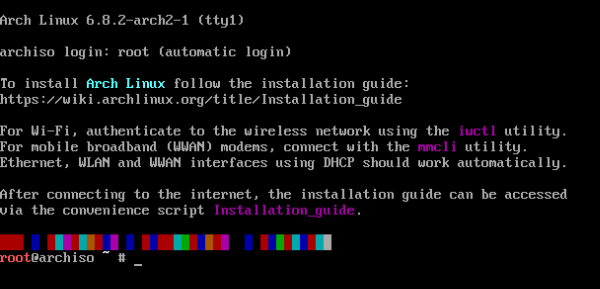 Arch Linux 6.8.2-arch2-1 (tty1)
archiso login: root (automatic login)
To install Arch Linux follow the installation guide:
https://wiki.archlinux.org/title/Installation_guide
For Wi-Fi, authenticate to the wireless network using the iwctl utility.
For mobile broadband (WWAN) modems, connect with the mmcli utility.
Ethernet, WLAN and WWAN interfaces using DHCP should work automatically.
After connecting to the internet, the installation guide can be accessed
via the convenience script Installation_guide.
root@archiso ~ # _